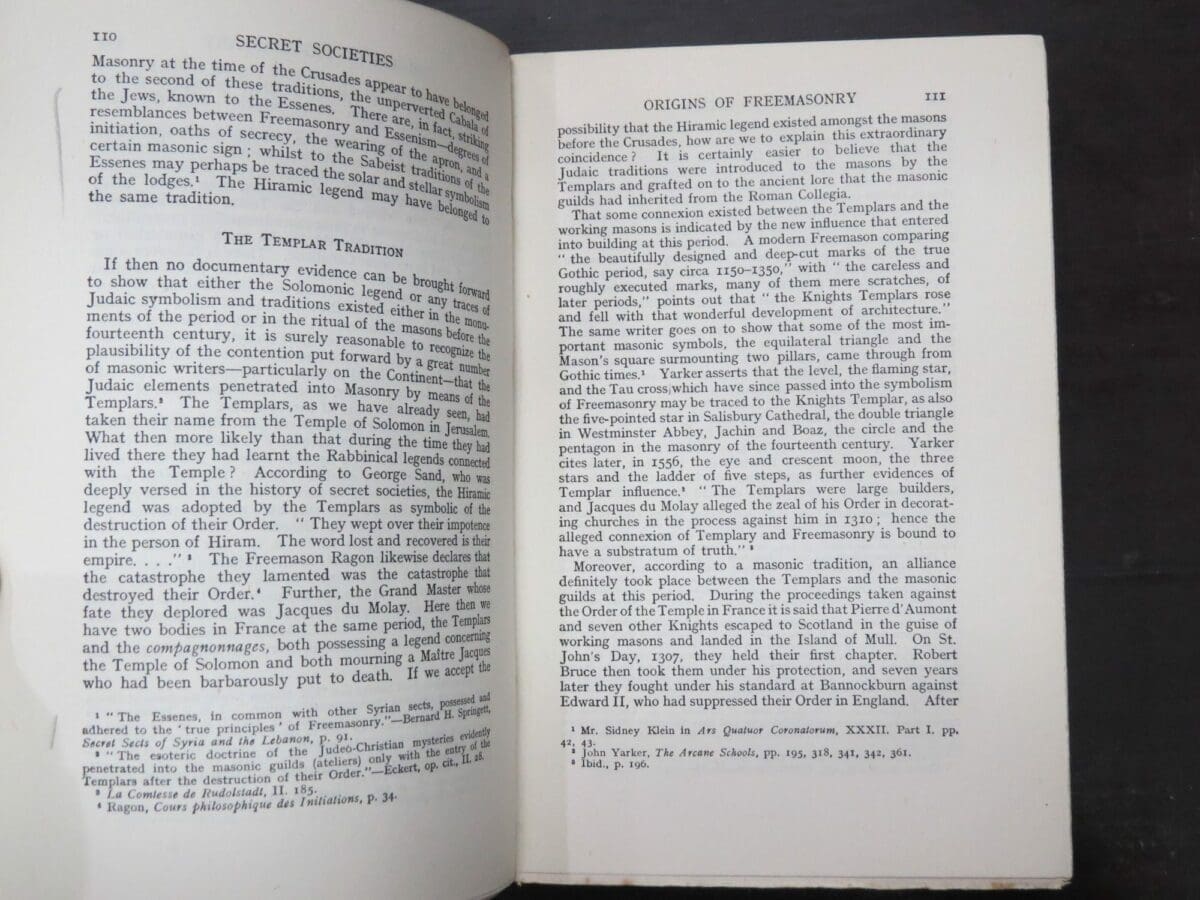 110
SECRET SOCIETIES
Masonry at the time of the Crusades appear to have belonged
to the second of these traditions, the unperverted Cabala of
the Jews, known to the Essenes. There are, in fact, striking
resemblances between Freemasonry and Essenism—degrees of
initiation, oaths of secrecy, the wearing of the apron, and a
certain masonic sign ; whilst to the Sabeist traditions of the
Essenes may perhaps be traced the solar and stellar symbolism
of the lodges.¹ The Hiramic legend may have belonged to
the same tradition.
THE TEMPLAR TRADITION
If then no documentary evidence can be brought forward
to show that either the Solomonic legend or any traces of
Judaic symbolism and traditions existed either in the monu-
ments of the period or in the ritual of the masons before the
fourteenth century, it is surely reasonable to recognize the
plausibility of the contention put forward by a great number
of masonic writers—particularly on the Continent—that the
Judaic elements penetrated into Masonry by means of the
Templars.² The Templars, as we have already seen, had
taken their name from the Temple of Solomon in Jerusalem.
What then more likely than that during the time they had
lived there they had learnt the Rabbinical legends connected
with the Temple ? According to George Sand, who was
deeply versed in the history of secret societies, the Hiramic
legend was adopted by the Templars as symbolic of the
destruction of their Order. " They wept over their impotence
in the person of Hiram. The word lost and recovered is their
empire. . . ." ³ The Freemason Ragon likewise declares that
the catastrophe they lamented was the catastrophe that
destroyed their Order.⁴ Further, the Grand Master whose
fate they deplored was Jacques du Molay. Here then we
have two bodies in France at the same period, the Templars
and the compagnonnages, both possessing a legend concerning
the Temple of Solomon and both mourning a Maître Jacques
who had been barbarously put to death. If we accept the
¹ " The Essenes, in common with other Syrian sects, possessed and
adhered to the ' true principles ' of Freemasonry."—Bernard H. Springett,
Secret Sects of Syria and the Lebanon, p. 91.
² " The esoteric doctrine of the Judeo-Christian mysteries evidently
penetrated into the masonic guilds (ateliers) only with the entry of the
Templars after the destruction of their Order."—Eckert, op. cit., II. 28.
³ La Comtesse de Rudolstadt, II. 185.
⁴ Ragon, Cours philosophique des Initiations, p. 34.
ORIGINS OF FREEMASONRY
111
possibility that the Hiramic legend existed amongst the masons
before the Crusades, how are we to explain this extraordinary
coincidence ? It is certainly easier to believe that the
Judaic traditions were introduced to the masons by the
Templars and grafted on to the ancient lore that the masonic
guilds had inherited from the Roman Collegia.
That some connexion existed between the Templars and the
working masons is indicated by the new influence that entered
into building at this period. A modern Freemason comparing
" the beautifully designed and deep-cut marks of the true
Gothic period, say circa 1150–1350," with " the careless and
roughly executed marks, many of them mere scratches, of
later periods," points out that " the Knights Templars rose
and fell with that wonderful development of architecture."
The same writer goes on to show that some of the most im-
portant masonic symbols, the equilateral triangle and the
Mason's square surmounting two pillars, came through from
Gothic times.¹ Yarker asserts that the level, the flaming star,
and the Tau cross which have since passed into the symbolism
of Freemasonry may be traced to the Knights Templar, as also
the five-pointed star in Salisbury Cathedral, the double triangle
in Westminster Abbey, Jachin and Boaz, the circle and the
pentagon in the masonry of the fourteenth century. Yarker
cites later, in 1556, the eye and crescent moon, the three
stars and the ladder of five steps, as further evidences of
Templar influence.² " The Templars were large builders,
and Jacques du Molay alleged the zeal of his Order in decorat-
ing churches in the process against him in 1310 ; hence the
alleged connexion of Templary and Freemasonry is bound to
have a substratum of truth." ³
Moreover, according to a masonic tradition, an alliance
definitely took place between the Templars and the masonic
guilds at this period. During the proceedings taken against
the Order of the Temple in France it is said that Pierre d'Aumont
and seven other Knights escaped to Scotland in the guise of
working masons and landed in the Island of Mull. On St.
John's Day, 1307, they held their first chapter. Robert
Bruce then took them under his protection, and seven years
later they fought under his standard at Bannockburn against
Edward II, who had suppressed their Order in England. After
¹ Mr. Sidney Klein in Ars Quatuor Coronatorum, XXXII. Part I. pp.
42, 43.
² John Yarker, The Arcane Schools, pp. 195, 318, 341, 342, 361.
³ Ibid., p. 196.